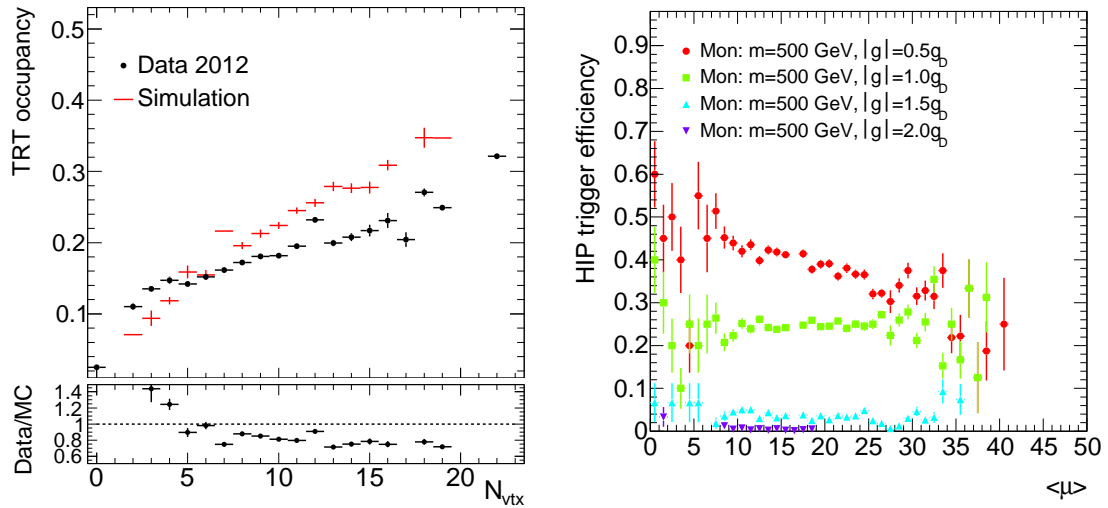 TRT occupancy
0.5
0.4
0.3
0.2
0.1
Data 2012
Simulation
Data/MC
1.4
1.2
1
0.8
0.6
0 5 10 15 20
N_vtx
HIP trigger efficiency
0.9
0.8
0.7
0.6
0.5
0.4
0.3
0.2
0.1
0
Mon: m=500 GeV, |g|=0.5g_D
Mon: m=500 GeV, |g|=1.0g_D
Mon: m=500 GeV, |g|=1.5g_D
Mon: m=500 GeV, |g|=2.0g_D
0 5 10 15 20 25 30 35 40 45 50
<μ>